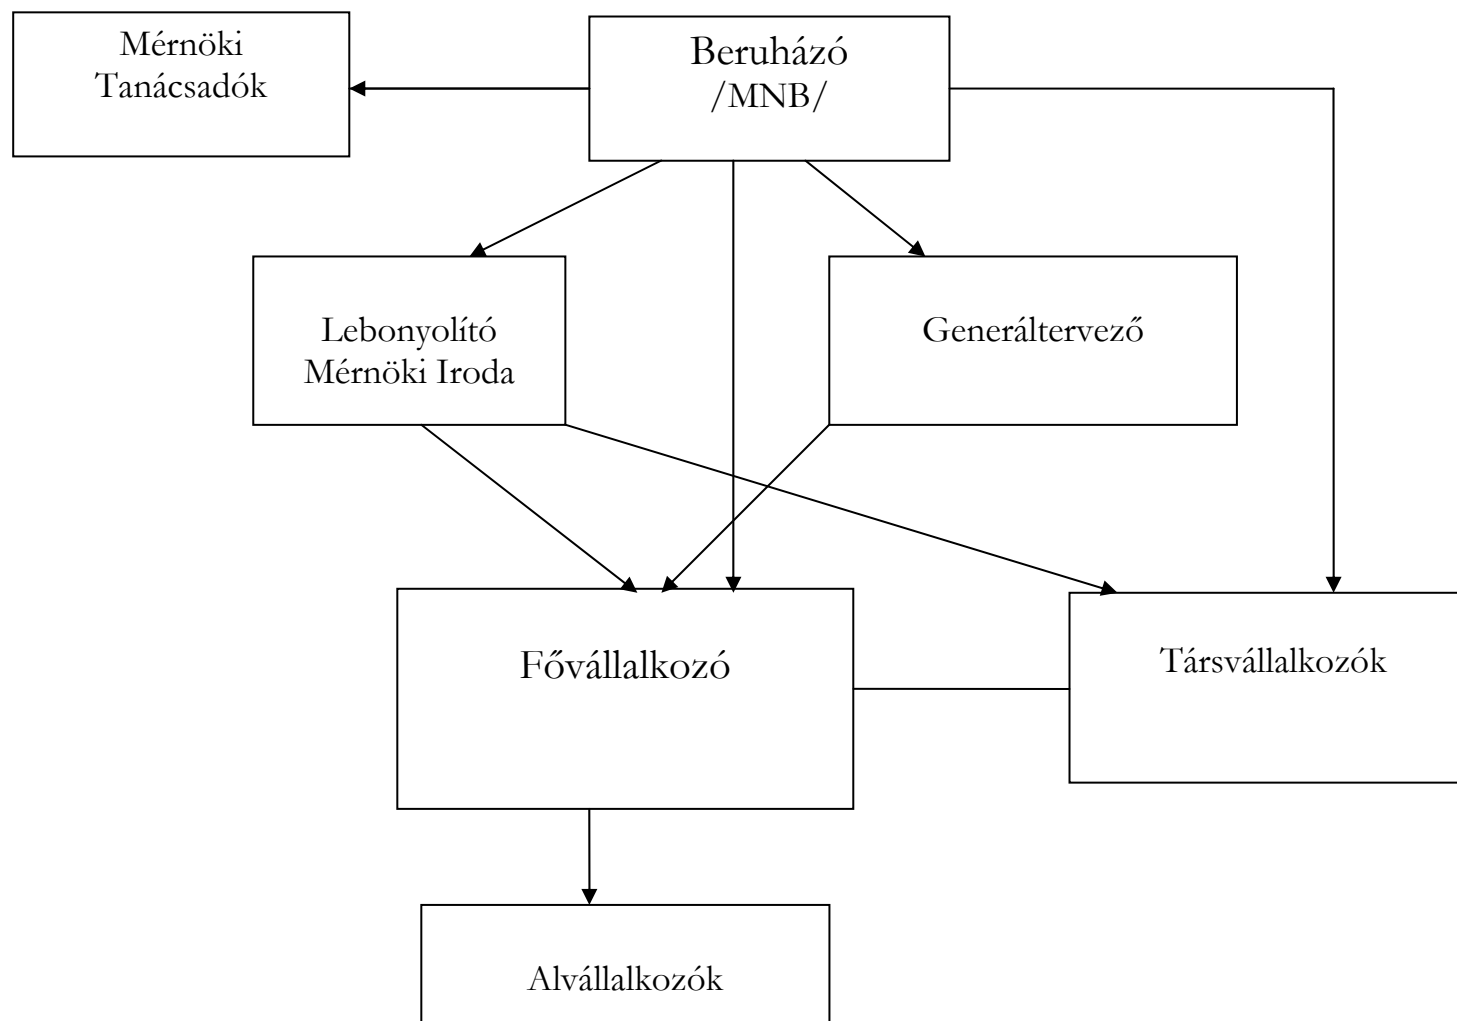 Mérnöki
Tanácsadók
Beruházó
/MNB/
Lebonyolító
Mérnöki Iroda
Generáltervező
Fővállalkozó
Társvállalkozók
Alvállalkozók